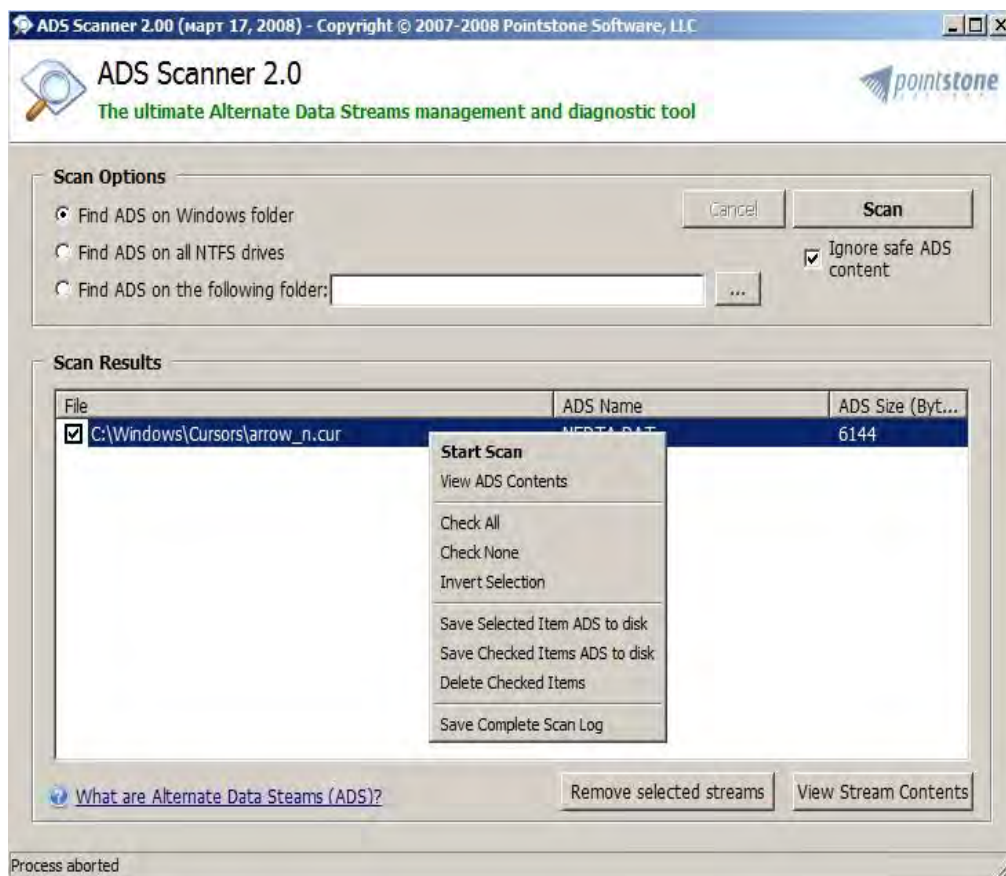 ADS Scanner 2.00 (март 17, 2008) - Copyright © 2007-2008 Pointstone Software, LLC
ADS Scanner 2.0
pointstone
The ultimate Alternate Data Streams management and diagnostic tool
Scan Options
Find ADS on Windows folder
Cancel
Scan
Find ADS on all NTFS drives
Ignore safe ADS
content
Find ADS on the following folder:
...
Scan Results
File
ADS Name
ADS Size (Byt...
C:\Windows\Cursors\arrow_n.cur
6144
Start Scan
View ADS Contents
Check All
Check None
Invert Selection
Save Selected Item ADS to disk
Save Checked Items ADS to disk
Delete Checked Items
Save Complete Scan Log
What are Alternate Data Steams (ADS)?
Remove selected streams
View Stream Contents
Process aborted